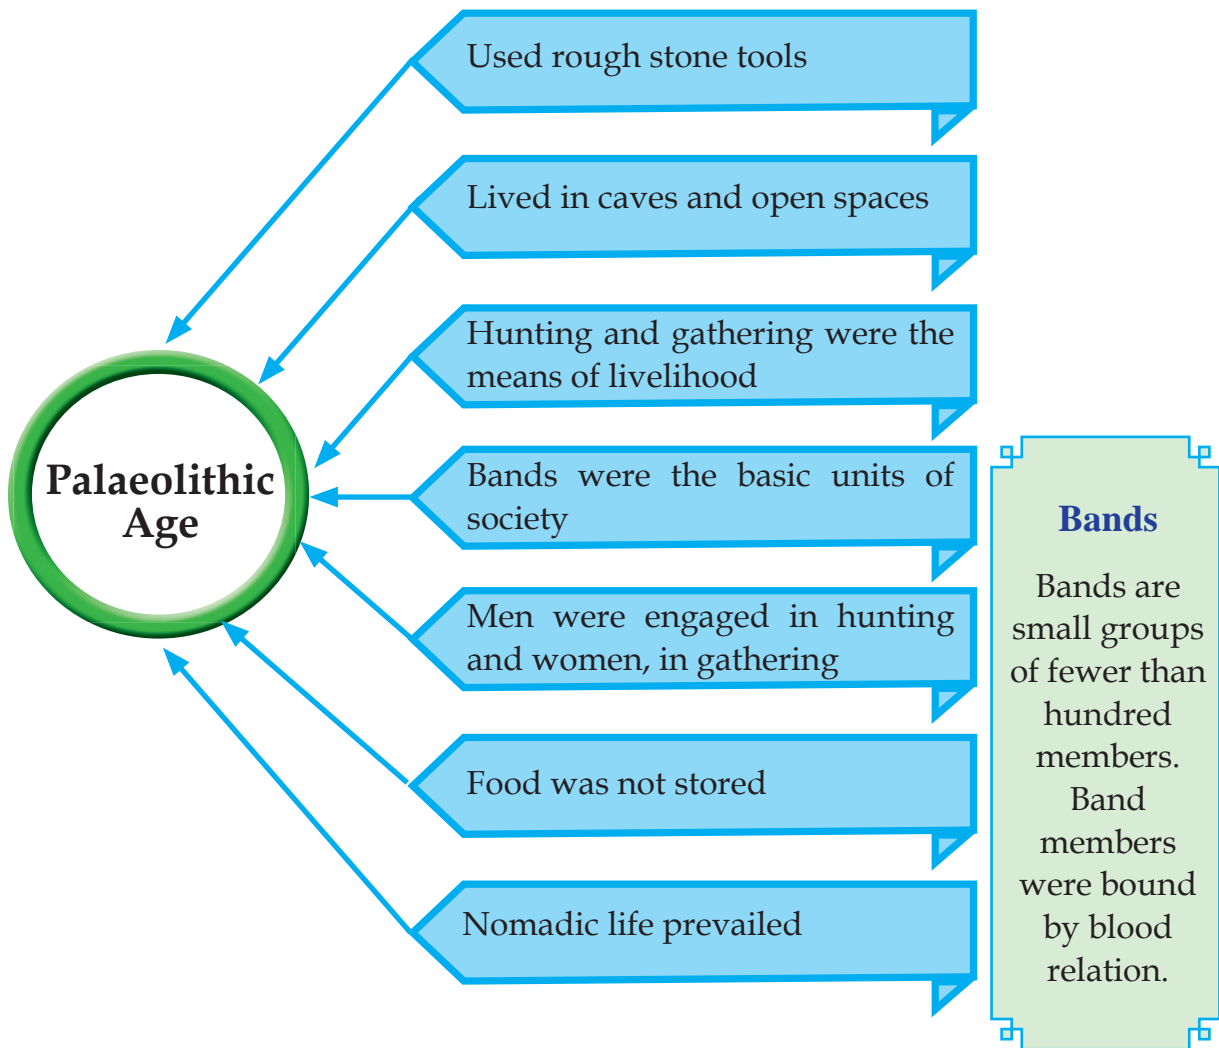 Used rough stone tools
Lived in caves and open spaces
Hunting and gathering were the
means of livelihood
Bands were the basic units of
society
Men were engaged in hunting
and women, in gathering
Food was not stored
Nomadic life prevailed
Palaeolithic
Age
Bands
Bands are
small groups
of fewer than
hundred
members.
Band
members
were bound
by blood
relation.